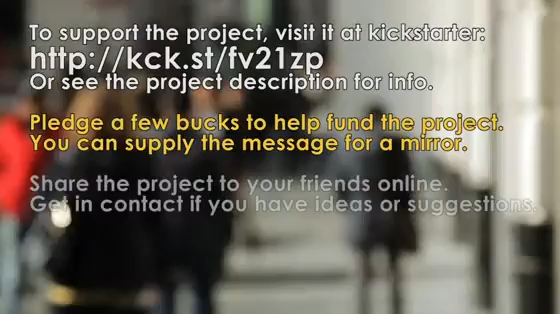 To support the project, visit it at kickstarter:
http://kck.st/fv21zp
Or see the project description for info.
Pledge a few bucks to help fund the project.
You can supply the message for a mirror.
Share the project to your friends online.
Get in contact if you have ideas or suggestions.